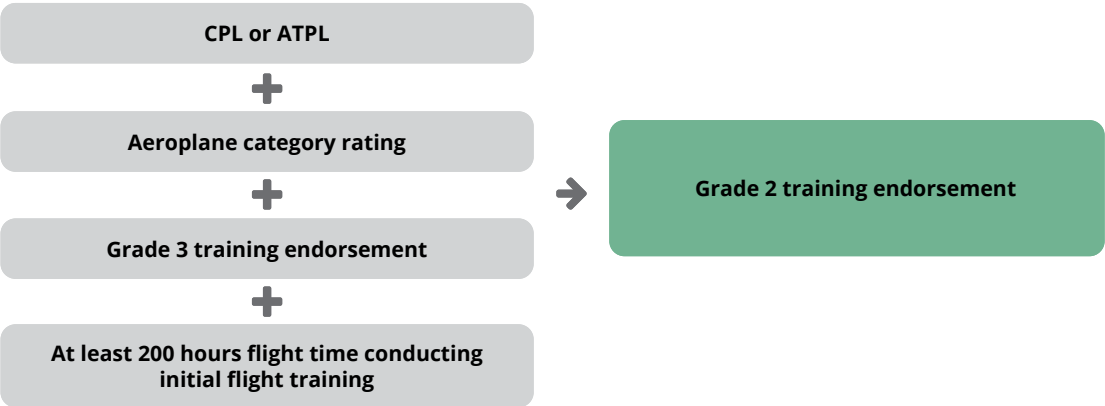 CPL or ATPL
Aeroplane category rating
Grade 3 training endorsement
At least 200 hours flight time conducting
initial flight training
Grade 2 training endorsement